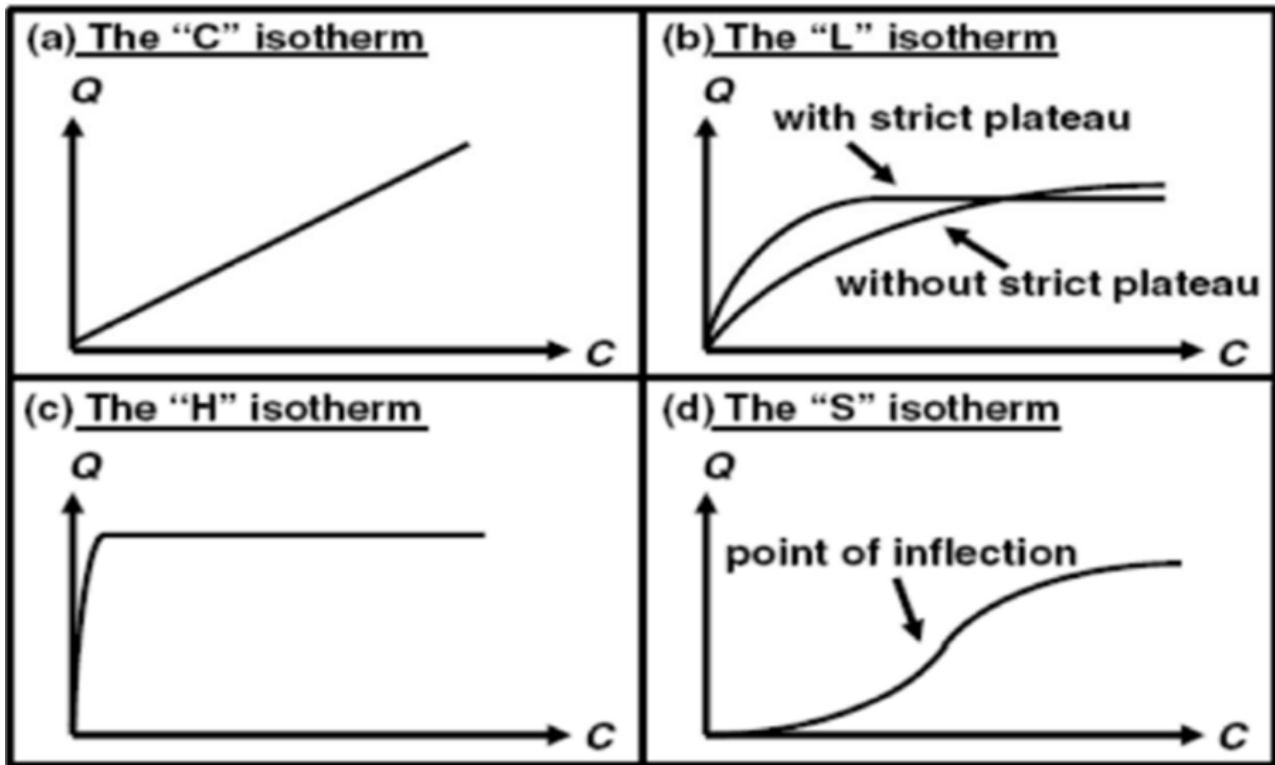 (a) The “C” isotherm
Q
C
(b) The “L” isotherm
Q
with strict plateau
without strict plateau
C
(c) The “H” isotherm
Q
C
(d) The “S” isotherm
Q
point of inflection
C